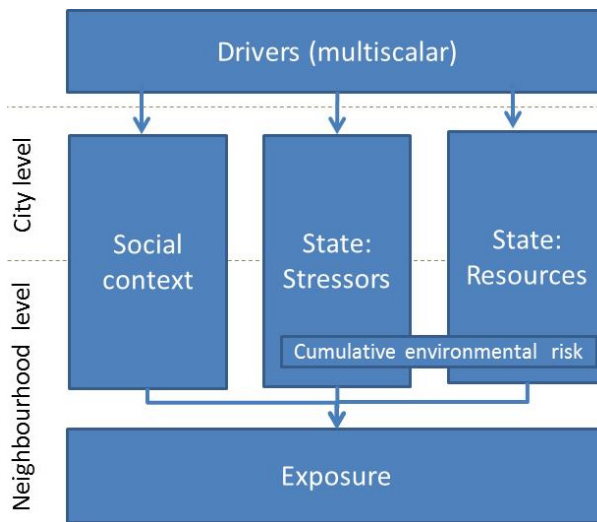 Drivers (multiscalar)
City level
Social
context
State:
Stressors
State:
Resources
Cumulative environmental risk
Neighbourhood level
Exposure